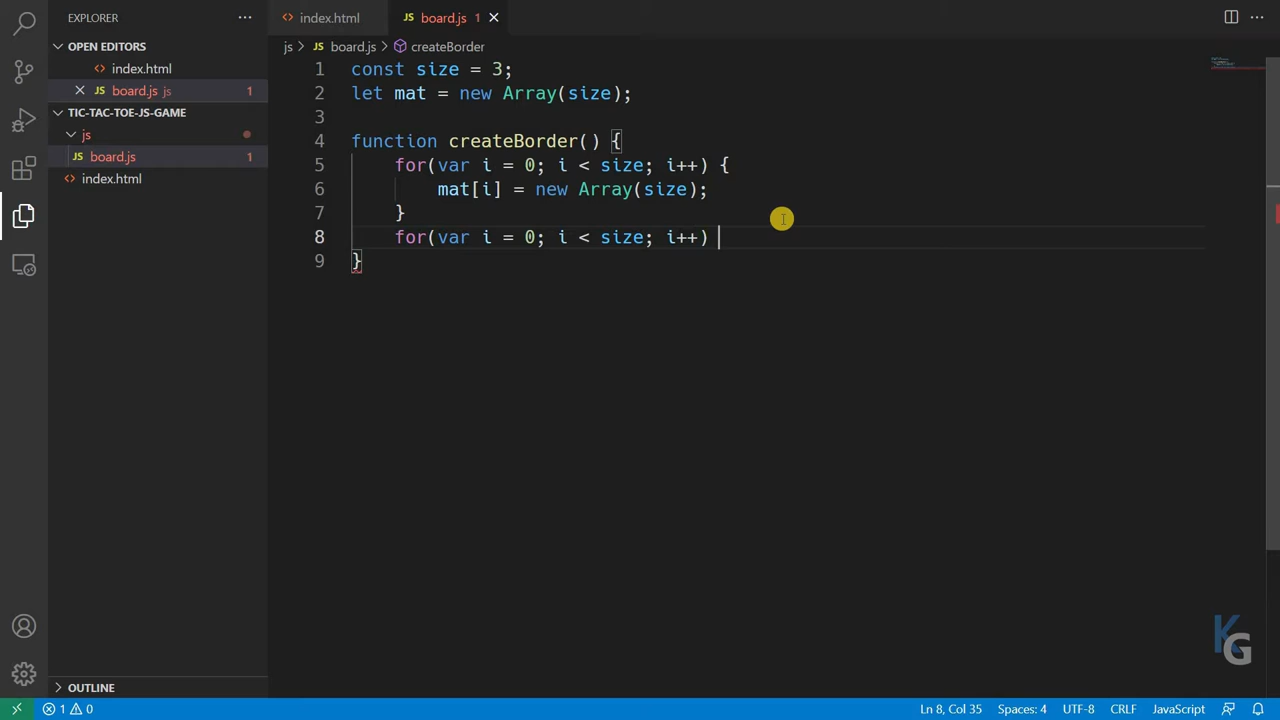 EXPLORER
OPEN EDITORS
index.html
board.js js 1
TIC-TAC-TOE-JS-GAME
js
JS board.js 1
index.html
OUTLINE
index.html
JS board.js 1
js > JS board.js > createBorder
1 const size = 3;
2 let mat = new Array(size);
3
4 function createBorder() {
5 for(var i = 0; i < size; i++) {
6 mat[i] = new Array(size);
7 }
8 for(var i = 0; i < size; i++)
9 }
KG
1 0
Ln 8, Col 35 Spaces: 4 UTF-8 CRLF JavaScript